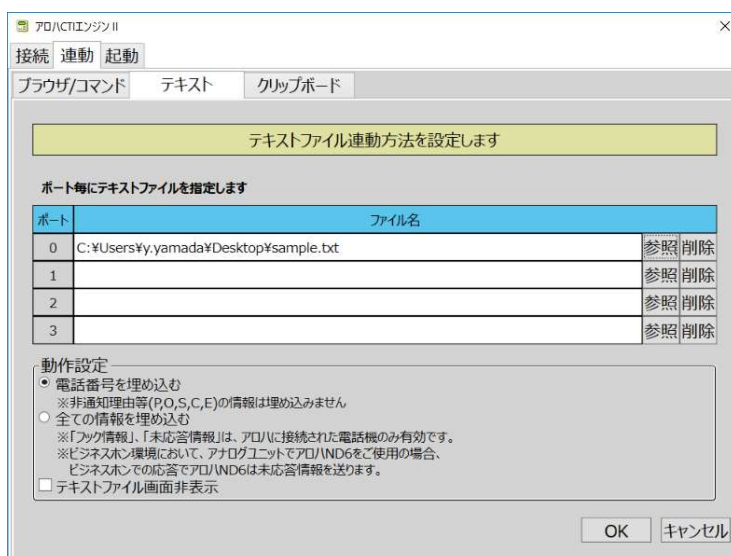 アロハCTIエンジンⅡ
接続 連動 起動
ブラウザ/コマンド テキスト クリップボード
テキストファイル連動方法を設定します
ポート毎にテキストファイルを指定します
ポート ファイル名
0 C:¥Users¥y.yamada¥Desktop¥sample.txt 参照 削除
1 参照 削除
2 参照 削除
3 参照 削除
動作設定
電話番号を埋め込む
※非通知理由等(P,O,S,C,E)の情報は埋め込みません
全ての情報を埋め込む
※「フック情報」、「未応答情報」は、アロハに接続された電話機のみ有効です。
※ビジネスホン環境において、アナログユニットでアロハND6をご使用の場合、
ビジネスホンでの応答でアロハND6は未応答情報を送ります。
テキストファイル画面非表示
OK キャンセル